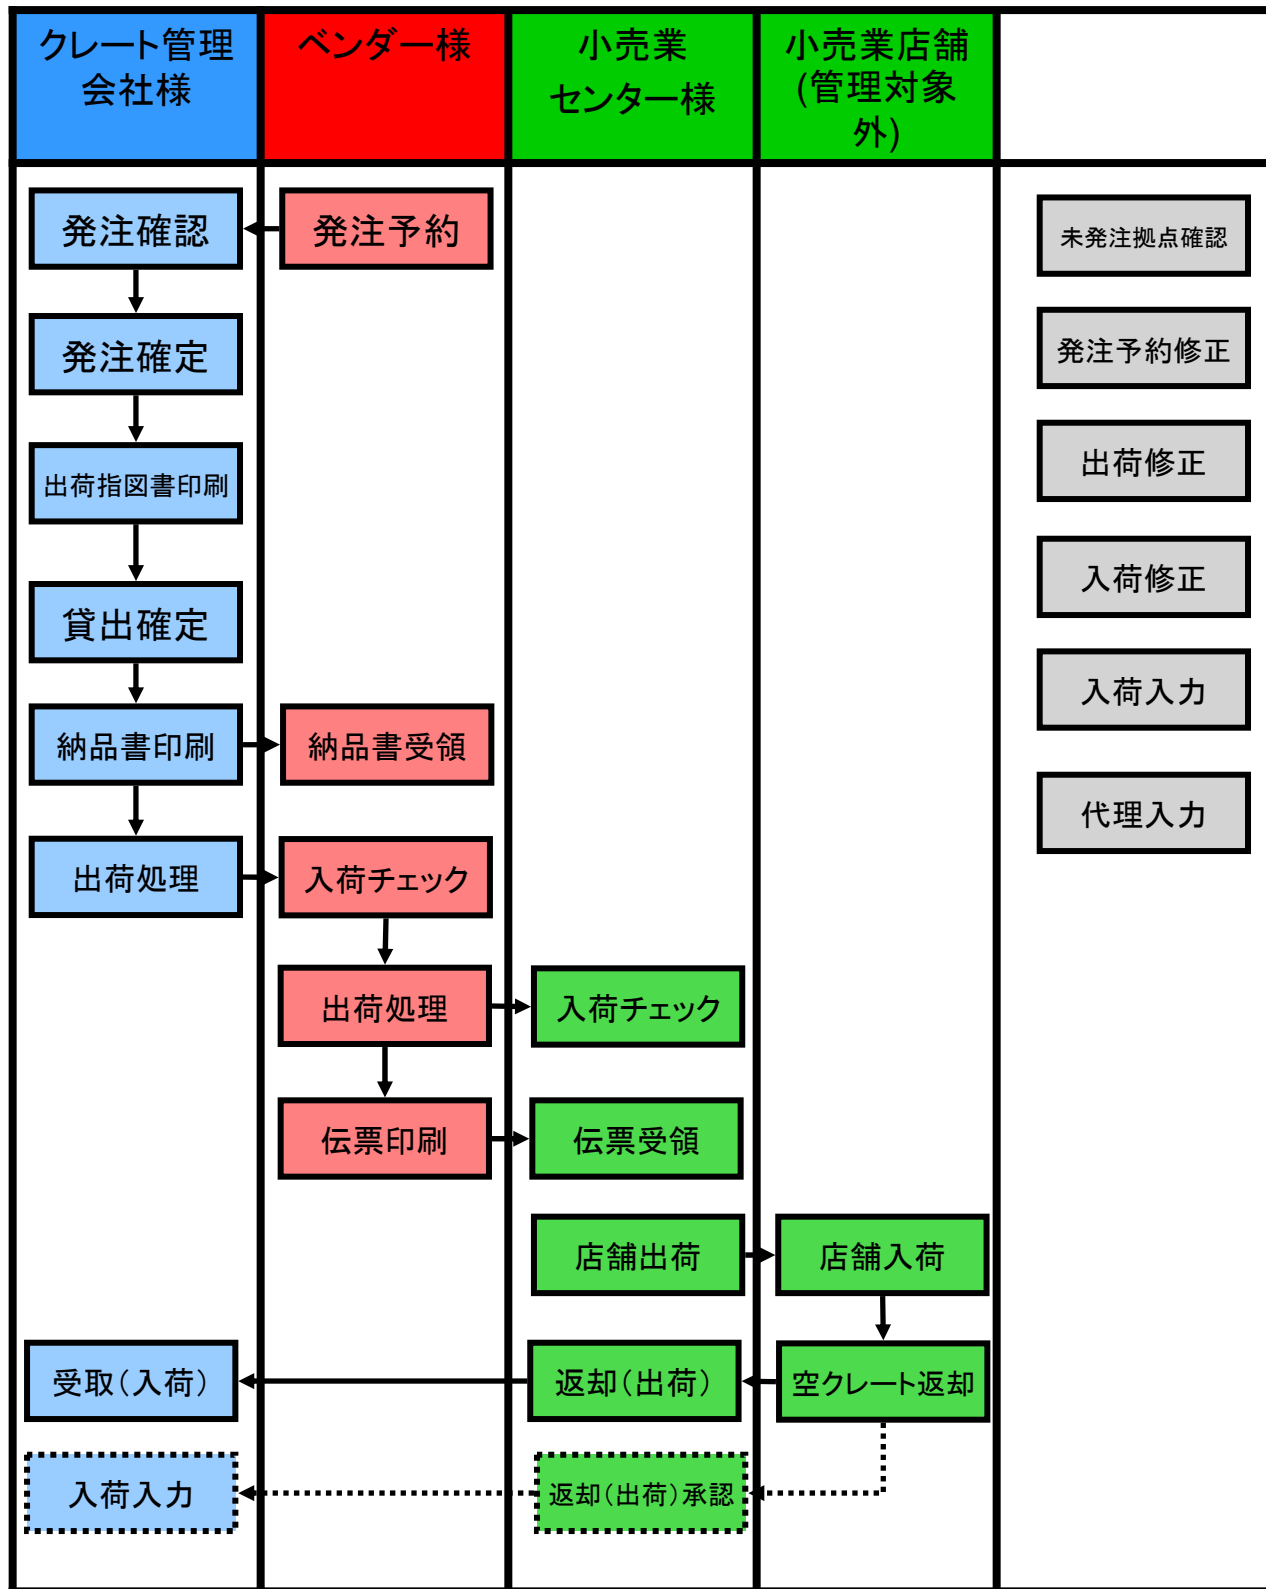 クレート管理
会社様
ベンダー様
小売業
センター様
小売業店舗
(管理対象
外)
発注確認
発注予約
未発注拠点確認
発注確定
発注予約修正
出荷指図書印刷
出荷修正
貸出確定
入荷修正
納品書印刷
納品書受領
入荷入力
出荷処理
入荷チェック
代理入力
出荷処理
入荷チェック
伝票印刷
伝票受領
店舗出荷
店舗入荷
受取(入荷)
返却(出荷)
空クレート返却
入荷入力
返却(出荷)承認